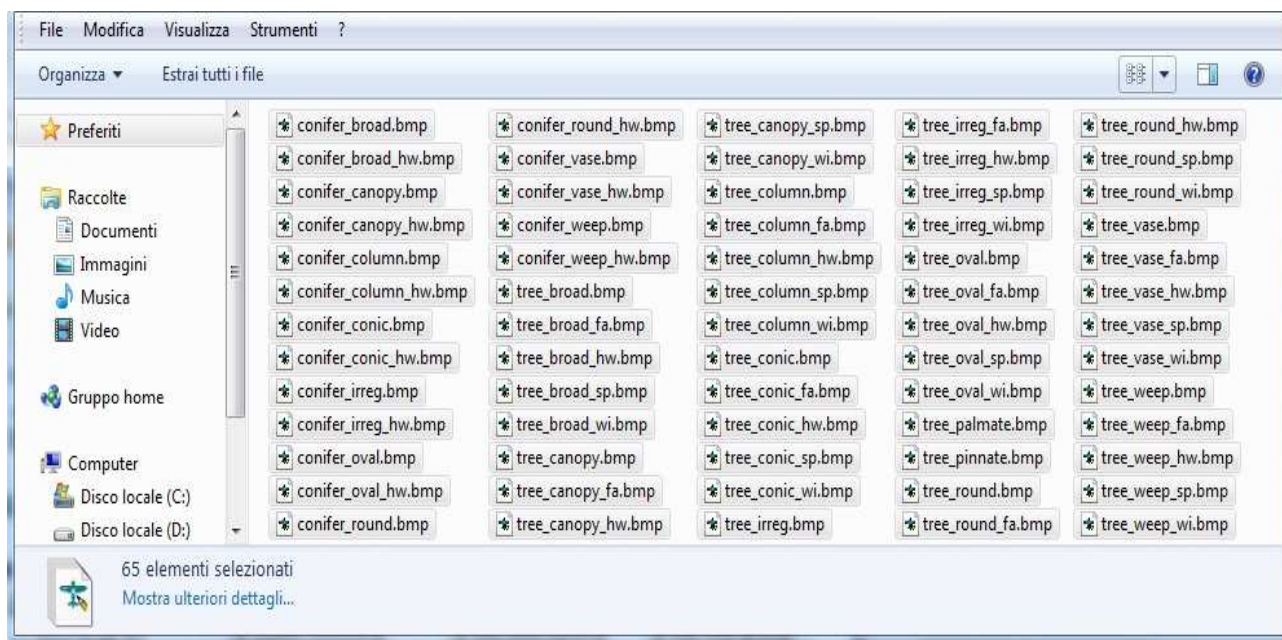 File Modifica Visualizza Strumenti ?
Organizza Estrai tutti i file
Preferiti
Raccolte
Documenti
Immagini
Musica
Video
Gruppo home
Computer
Disco locale (C:)
Disco locale (D:)
conifer_broad.bmp
conifer_broad_hw.bmp
conifer_canopy.bmp
conifer_canopy_hw.bmp
conifer_column.bmp
conifer_column_hw.bmp
conifer_conic.bmp
conifer_conic_hw.bmp
conifer_irreg.bmp
conifer_irreg_hw.bmp
conifer_oval.bmp
conifer_oval_hw.bmp
conifer_round.bmp
conifer_round_hw.bmp
conifer_vase.bmp
conifer_vase_hw.bmp
conifer_weep.bmp
conifer_weep_hw.bmp
tree_broad.bmp
tree_broad_fa.bmp
tree_broad_hw.bmp
tree_broad_sp.bmp
tree_broad_wi.bmp
tree_canopy.bmp
tree_canopy_fa.bmp
tree_canopy_hw.bmp
tree_canopy_sp.bmp
tree_canopy_wi.bmp
tree_column.bmp
tree_column_fa.bmp
tree_column_hw.bmp
tree_column_sp.bmp
tree_column_wi.bmp
tree_conic.bmp
tree_conic_fa.bmp
tree_conic_hw.bmp
tree_conic_sp.bmp
tree_conic_wi.bmp
tree_irreg.bmp
tree_irreg_fa.bmp
tree_irreg_hw.bmp
tree_irreg_sp.bmp
tree_irreg_wi.bmp
tree_oval.bmp
tree_oval_fa.bmp
tree_oval_hw.bmp
tree_oval_sp.bmp
tree_oval_wi.bmp
tree_palmate.bmp
tree_pinnate.bmp
tree_round.bmp
tree_round_fa.bmp
tree_round_hw.bmp
tree_round_sp.bmp
tree_round_wi.bmp
tree_vase.bmp
tree_vase_fa.bmp
tree_vase_hw.bmp
tree_vase_sp.bmp
tree_vase_wi.bmp
tree_weep.bmp
tree_weep_fa.bmp
tree_weep_hw.bmp
tree_weep_sp.bmp
tree_weep_wi.bmp
65 elementi selezionati
Mostra ulteriori dettagli...